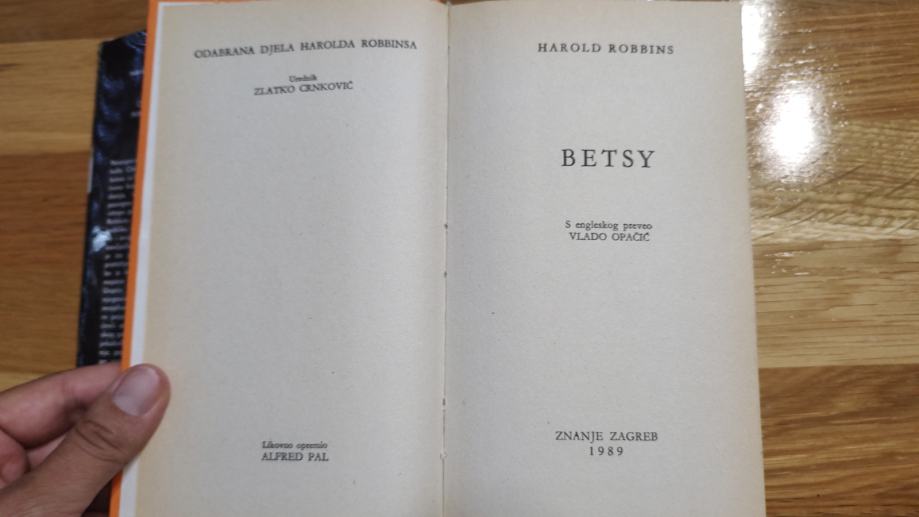 ODABRANA DJELA HAROLDA ROBBINSA
Urednik
ZLATKO CRNKOVIĆ
Likovno opremio
ALFRED PAL
HAROLD ROBBINS
BETSY
S engleskog preveo
VLADO OPAČIĆ
ZNANJE ZAGREB
1989